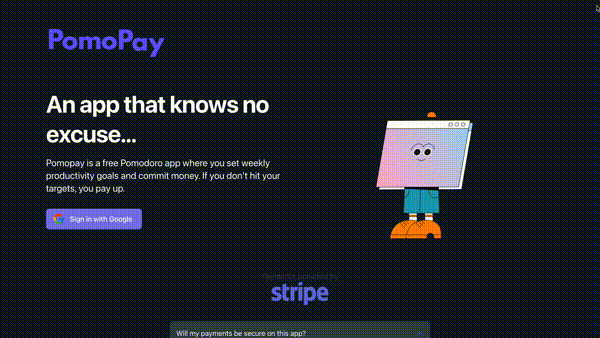 PomoPay
An app that knows no
excuse...
Pomopay is a free Pomodoro app where you set weekly
productivity goals and commit money. If you don't hit your
targets, you pay up.
Sign in with Google
Payments powered by
stripe
Will my payments be secure on this app?